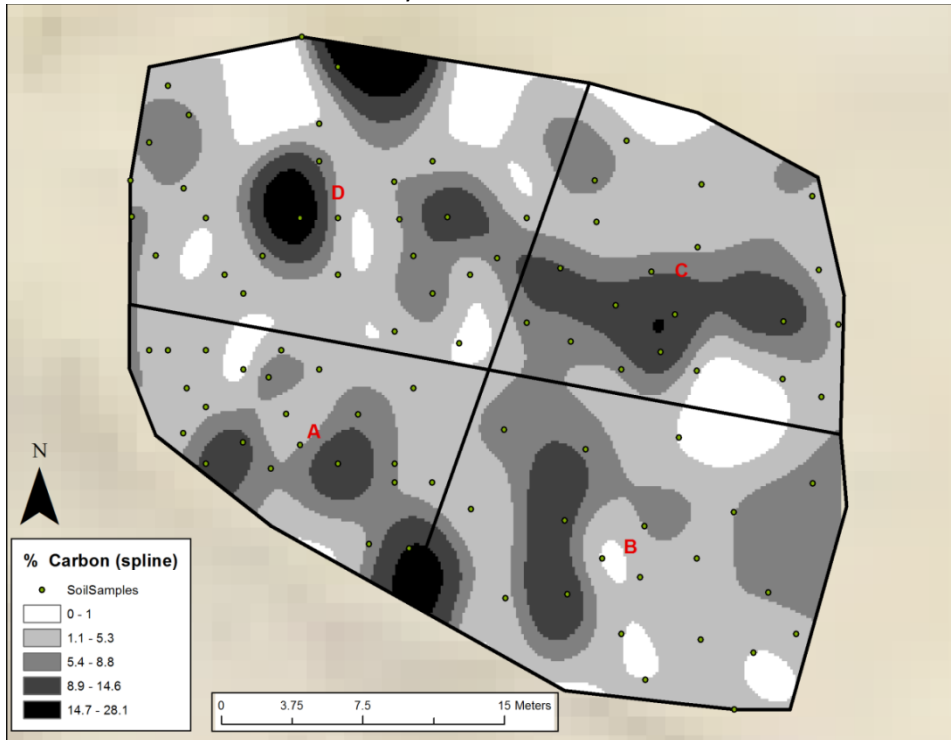 D
C
A
B
N
% Carbon (spline)
SoilSamples
0 - 1
1.1 - 5.3
5.4 - 8.8
8.9 - 14.6
14.7 - 28.1
0 3.75 7.5 15 Meters